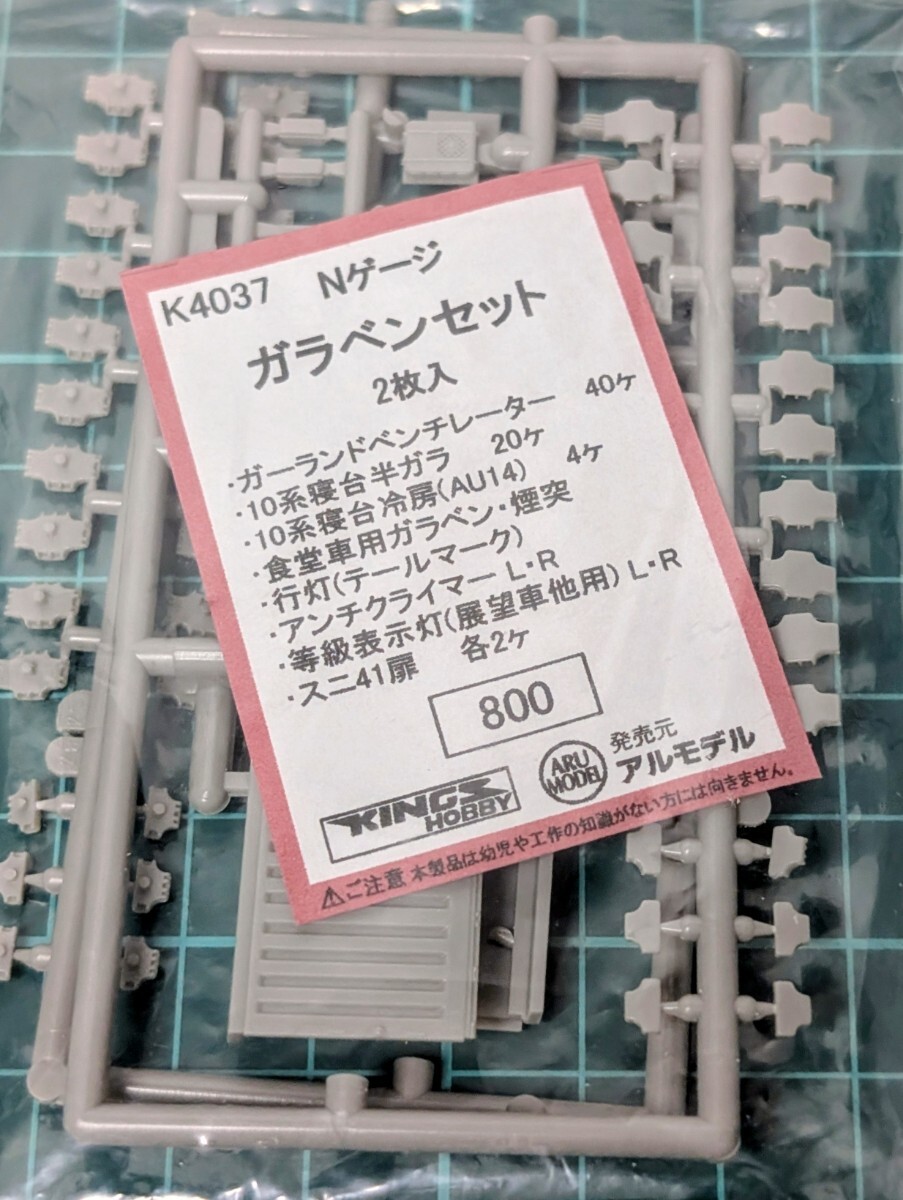 K4037 Nゲージ
ガラベンセット
2枚入
・ガーランドベンチレーター 40ケ
・10系寝台半ガラ 20ケ
・10系寝台冷房(AU14) 4ケ
・食堂車用ガラベン・煙突
・行灯(テールマーク)
・アンチクライマー L・R
・等級表示灯(展望車他用) L・R
・スニ41扉 各2ケ
800
KINGS HOBBY
ARU MODEL
発売元
アルモデル
⚠ご注意 本製品は幼児や工作の知識がない方には向きません。